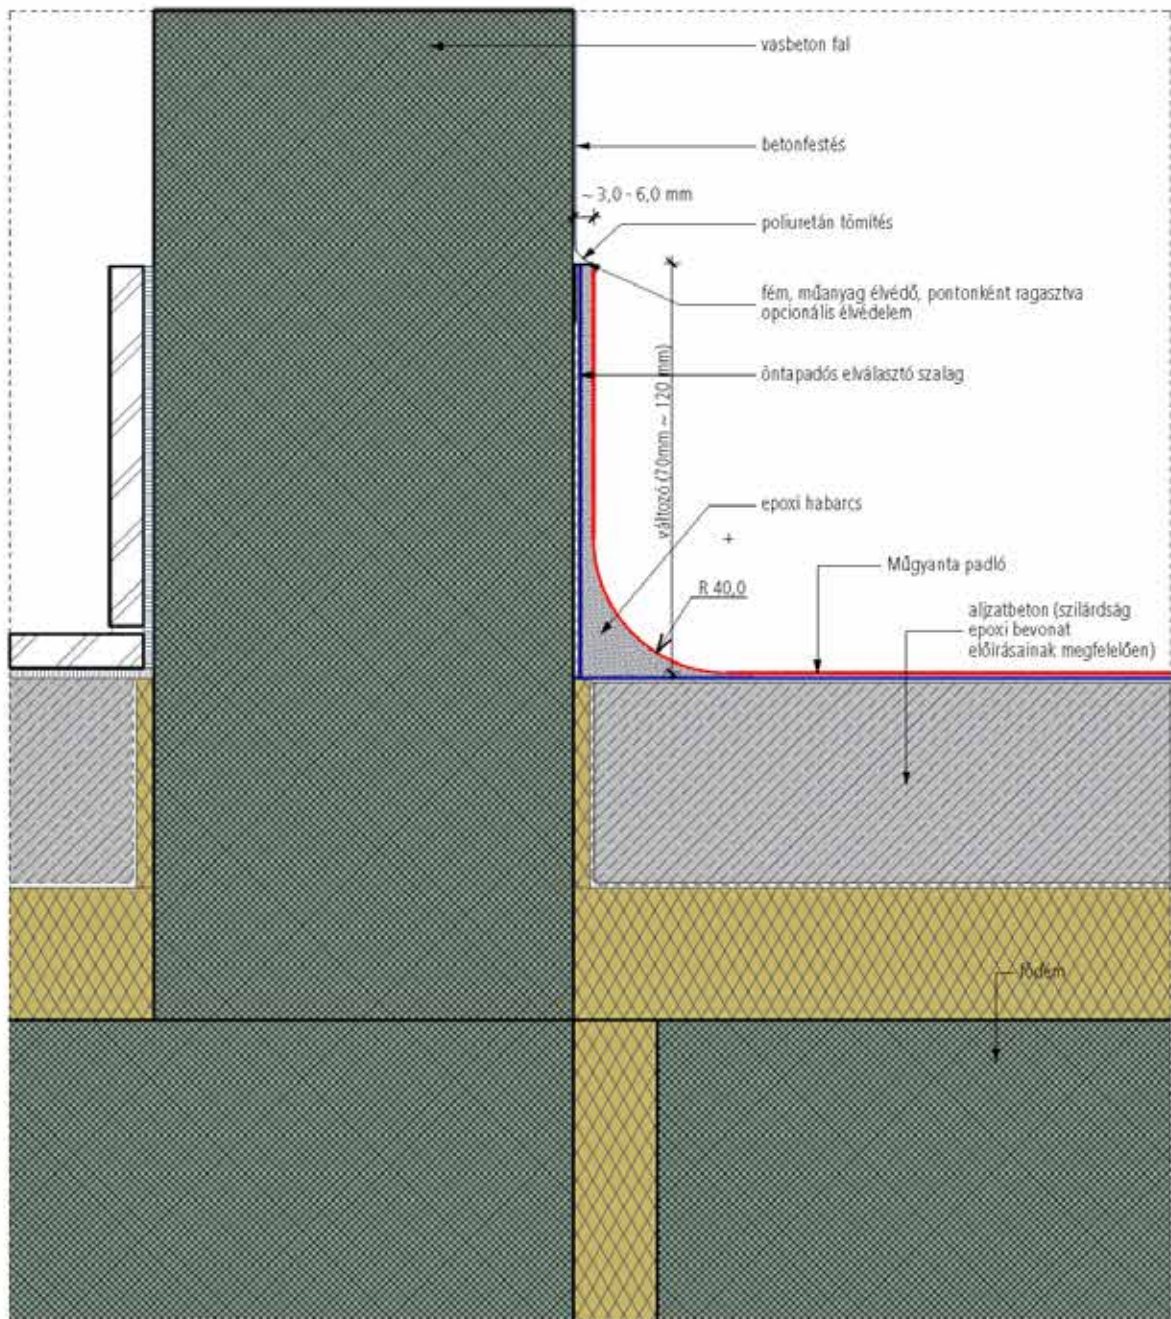 vasbeton fal
betonfestés
~ 3,0 - 6,0 mm
poliuretán tömítés
fém, műanyag élvédő, pontonként ragasztva
opcionális élvédelem
öntapadós elválasztó szalag
változó (70mm ~ 120 mm)
epoxi habarcs
Műgyanta padló
R 40,0
aljzatbeton (szilárdság
epoxi bevonat
előírásainak megfelelően)
födém